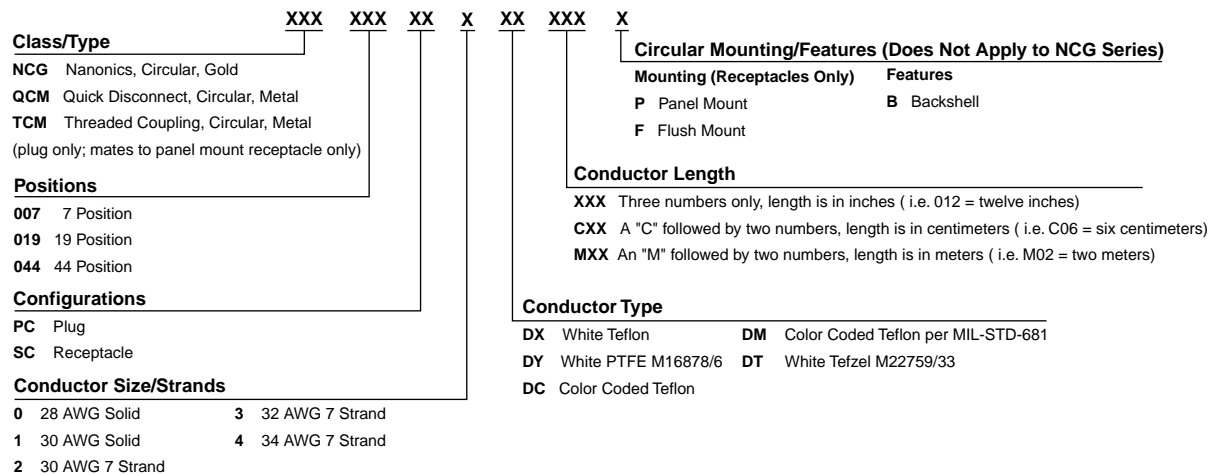 XXX XXX XX X XX XXX X
Class/Type
NCG Nanonics, Circular, Gold
QCM Quick Disconnect, Circular, Metal
TCM Threaded Coupling, Circular, Metal
(plug only; mates to panel mount receptacle only)
Positions
007 7 Position
019 19 Position
044 44 Position
Configurations
PC Plug
SC Receptacle
Conductor Size/Strands
0 28 AWG Solid
1 30 AWG Solid
2 30 AWG 7 Strand
3 32 AWG 7 Strand
4 34 AWG 7 Strand
Circular Mounting/Features (Does Not Apply to NCG Series)
Mounting (Receptacles Only)
P Panel Mount
F Flush Mount
Features
B Backshell
Conductor Length
XXX Three numbers only, length is in inches ( i.e. 012 = twelve inches)
CXX A "C" followed by two numbers, length is in centimeters ( i.e. C06 = six centimeters)
MXX An "M" followed by two numbers, length is in meters ( i.e. M02 = two meters)
Conductor Type
DX White Teflon
DY White PTFE M16878/6
DC Color Coded Teflon
DM Color Coded Teflon per MIL-STD-681
DT White Tefzel M22759/33